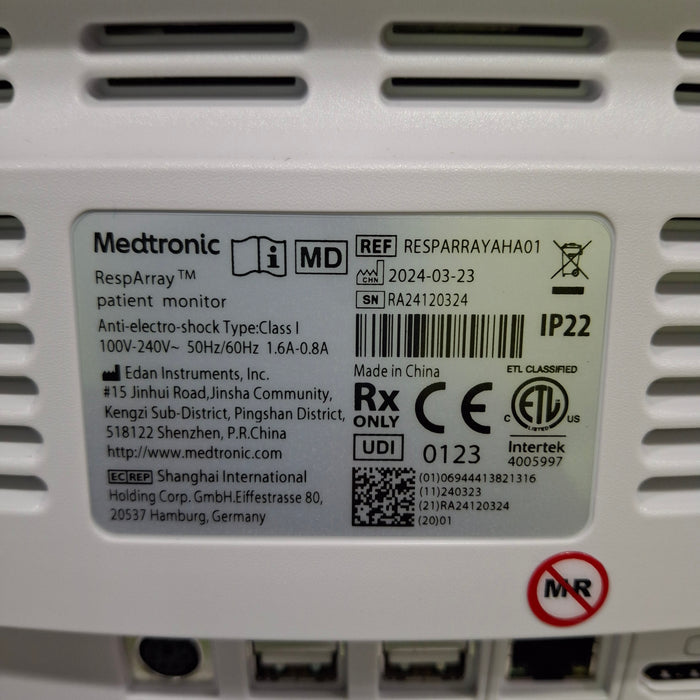 Medtronic
RespArray™
patient monitor
MD
REF RESPARRAYAHA01
CHN 2024-03-23
SN RA24120324
IP22
Anti-electro-shock Type:Class I
100V-240V~ 50Hz/60Hz 1.6A-0.8A
Edan Instruments, Inc.
#15 Jinhui Road,Jinsha Community,
Kengzi Sub-District, Pingshan District,
518122 Shenzhen, P.R.China
http://www.medtronic.com
EC REP Shanghai International
Holding Corp. GmbH.Eiffestrasse 80,
20537 Hamburg, Germany
Made in China
Rx
ONLY
CE
0123
ETL CLASSIFIED
C ETL US
LISTED
Intertek
4005997
UDI
(01)06944413821316
(11)240323
(21)RA24120324
(20)01
MR